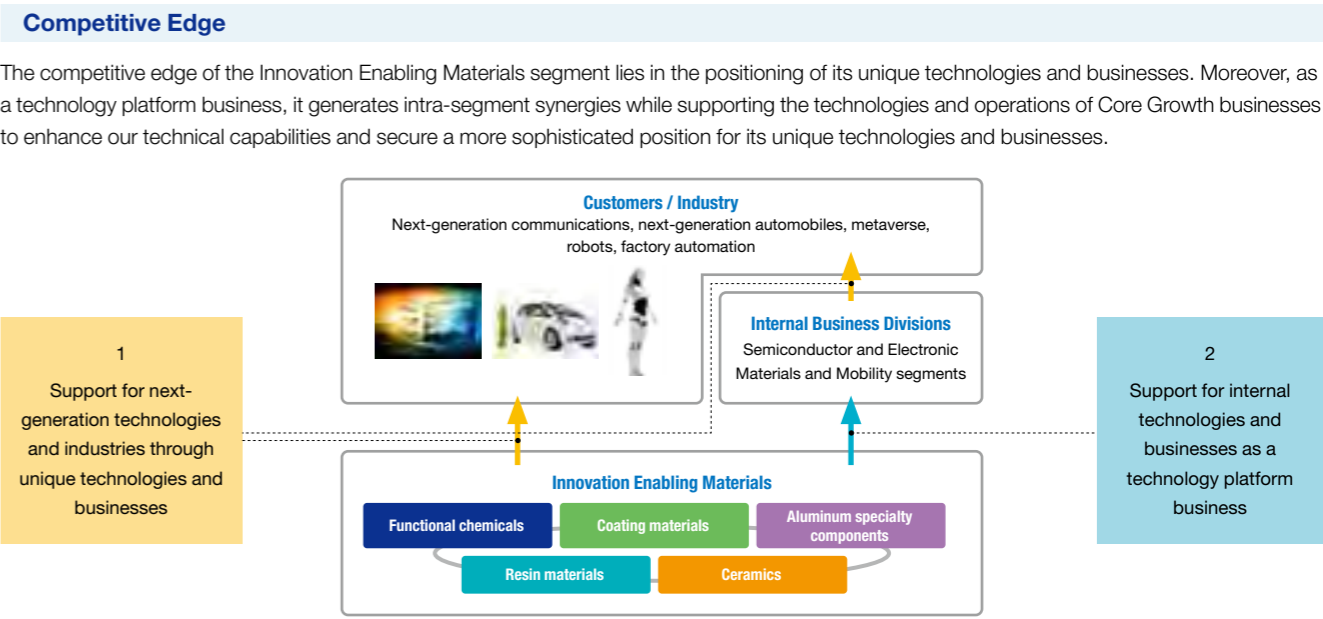 Competitive Edge
The competitive edge of the Innovation Enabling Materials segment lies in the positioning of its unique technologies and businesses. Moreover, as
a technology platform business, it generates intra-segment synergies while supporting the technologies and operations of Core Growth businesses
to enhance our technical capabilities and secure a more sophisticated position for its unique technologies and businesses.
Customers / Industry
Next-generation communications, next-generation automobiles, metaverse,
robots, factory automation
Internal Business Divisions
Semiconductor and Electronic
Materials and Mobility segments
1
Support for next-
generation technologies
and industries through
unique technologies and
businesses
2
Support for internal
technologies and
businesses as a
technology platform
business
Innovation Enabling Materials
Functional chemicals
Coating materials
Aluminum specialty
components
Resin materials
Ceramics